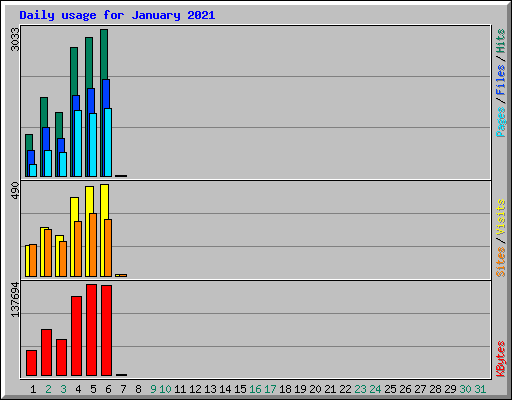 Daily usage for January 2021
3033
Pages / Files / Hits
490
Sites / Visits
137694
KBytes
1 2 3 4 5 6 7 8 9 10 11 12 13 14 15 16 17 18 19 20 21 22 23 24 25 26 27 28 29 30 31